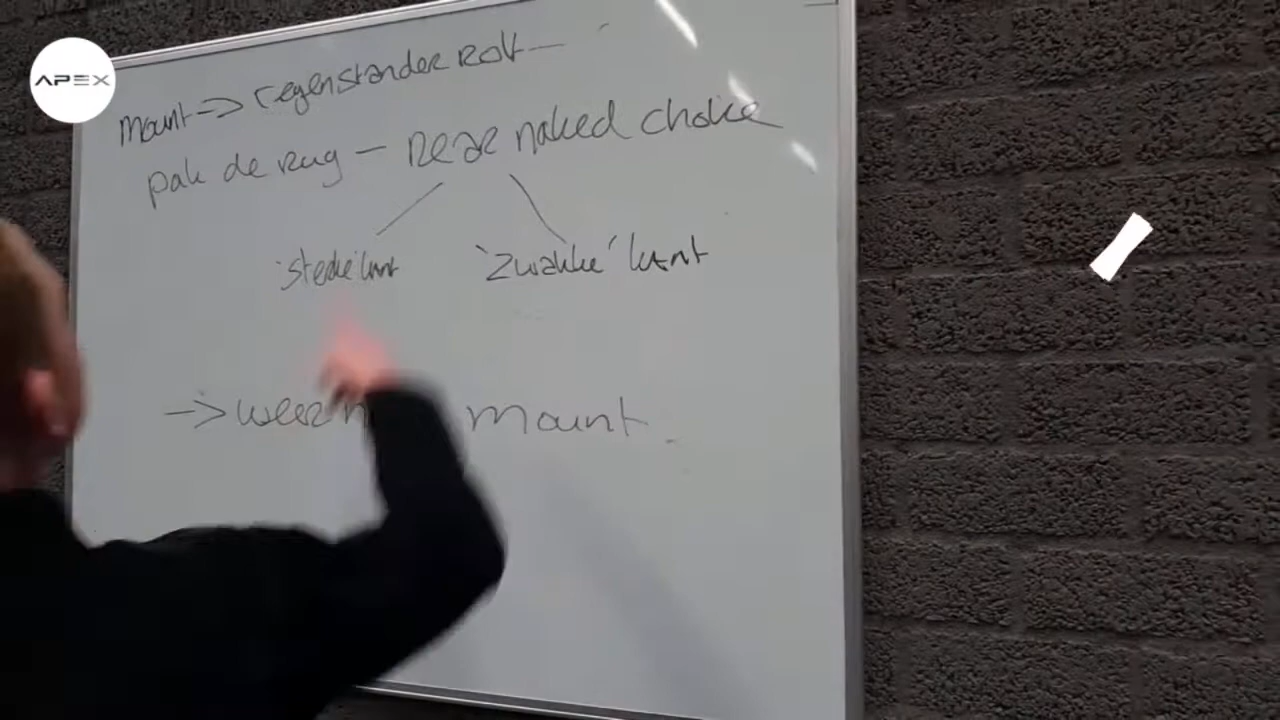 APEX
Mount -> tegenstander rolt
pak de rug - Rear naked choke
'sterke' kant 'zwakke' kant
-> weer n mount